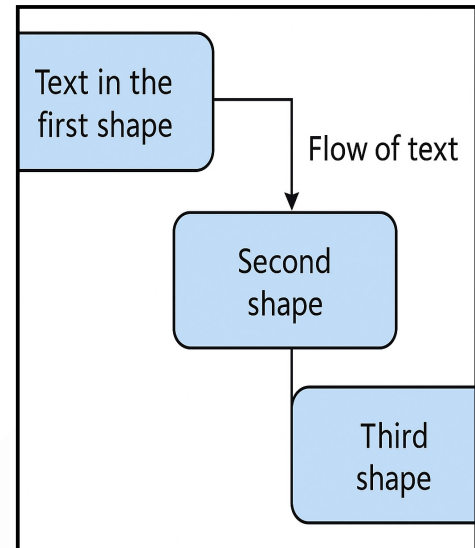 Text in the
first shape
Flow of text
Second
shape
Third
shape